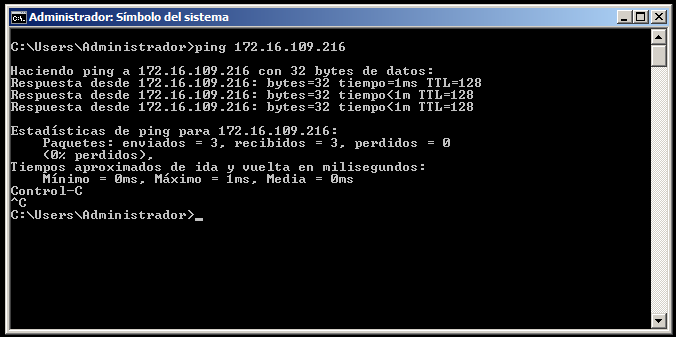 Administrador: Símbolo del sistema
C:\Users\Administrador>ping 172.16.109.216
Haciendo ping a 172.16.109.216 con 32 bytes de datos:
Respuesta desde 172.16.109.216: bytes=32 tiempo=1ms TTL=128
Respuesta desde 172.16.109.216: bytes=32 tiempo<1m TTL=128
Respuesta desde 172.16.109.216: bytes=32 tiempo<1m TTL=128
Estadísticas de ping para 172.16.109.216:
    Paquetes: enviados = 3, recibidos = 3, perdidos = 0
    (0% perdidos),
Tiempos aproximados de ida y vuelta en milisegundos:
    Mínimo = 0ms, Máximo = 1ms, Media = 0ms
Control-C
^C
C:\Users\Administrador>_